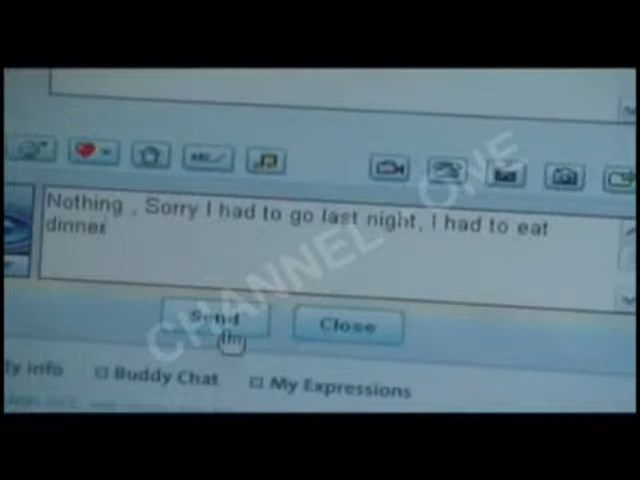 Nothing . Sorry I had to go last night, I had to eat
dinner
Send
Close
Info
Buddy Chat
My Expressions
CHANNEL ONE